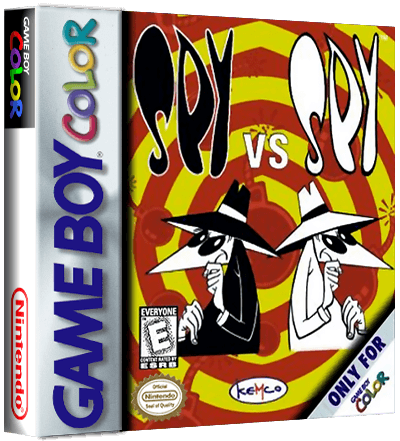 GAME BOY
COLOR
Nintendo
GAME BOY COLOR
SPY
VS
SPY
EVERYONE
E
CONTENT RATED BY
ESRB
Official
Nintendo
Seal of Quality
KEMCO
ONLY FOR
GAME BOY
COLOR